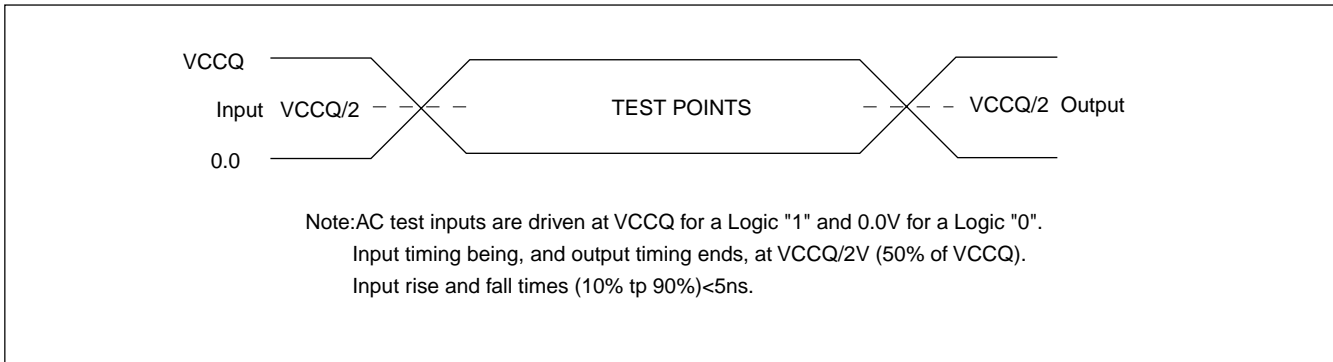 VCCQ
Input VCCQ/2 TEST POINTS VCCQ/2 Output
0.0
Note:AC test inputs are driven at VCCQ for a Logic "1" and 0.0V for a Logic "0".
Input timing being, and output timing ends, at VCCQ/2V (50% of VCCQ).
Input rise and fall times (10% tp 90%)<5ns.